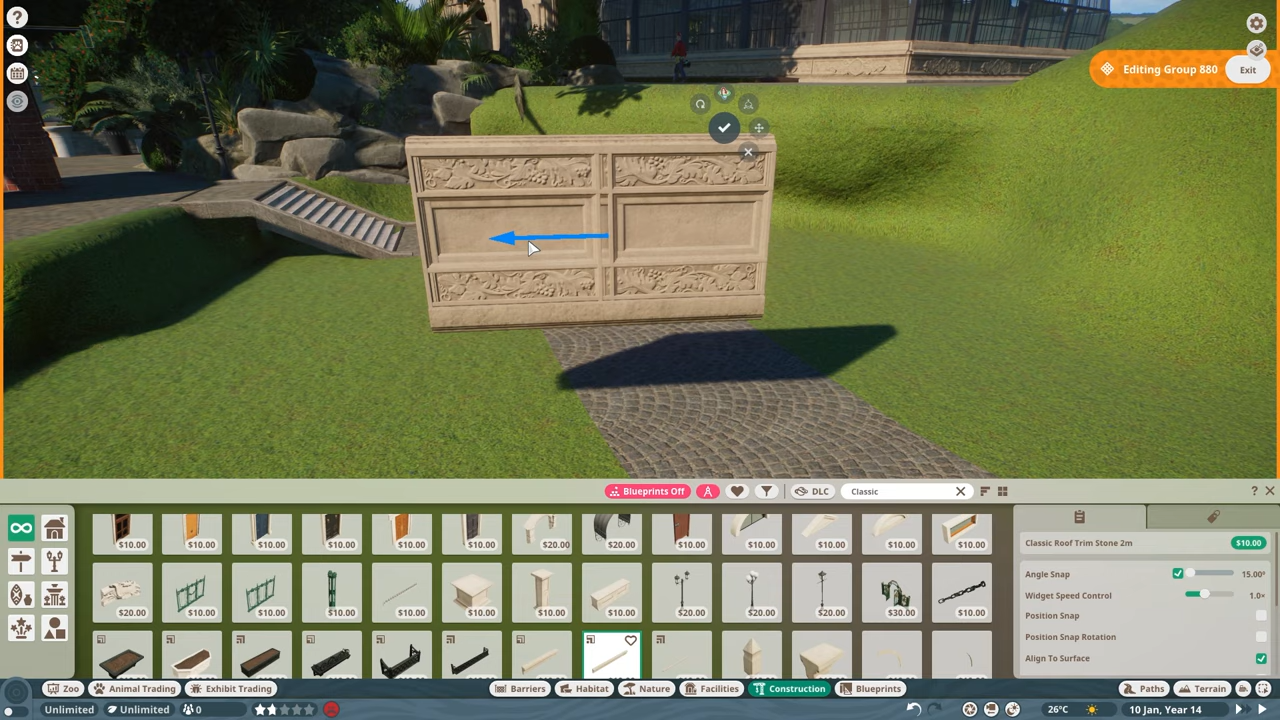 ?
Editing Group 880
Exit
Blueprints Off
DLC
Classic
?
$10.00 $10.00 $10.00 $10.00 $10.00 $10.00 $20.00 $20.00 $10.00 $10.00 $10.00 $10.00 $10.00
$20.00 $10.00 $10.00 $10.00 $10.00 $10.00 $10.00 $10.00 $20.00 $20.00 $20.00 $30.00 $10.00
Classic Roof Trim Stone 2m $10.00
Angle Snap 15.00°
Widget Speed Control 1.0×
Position Snap
Position Snap Rotation
Align To Surface
Zoo Animal Trading Exhibit Trading Barriers Habitat Nature Facilities Construction Blueprints Paths Terrain
Unlimited Unlimited 0 26°C 10 Jan, Year 14